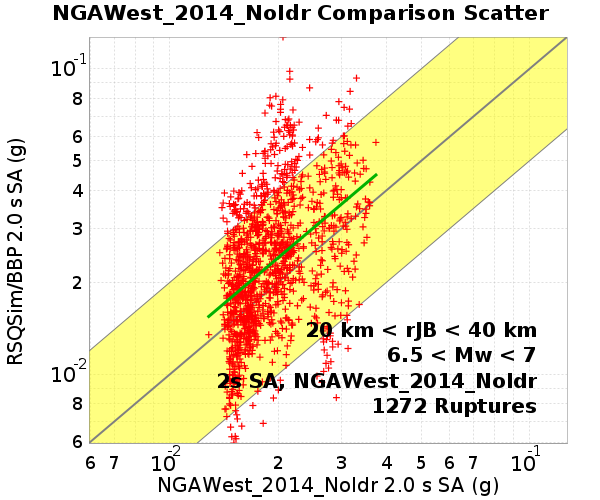 NGAWest_2014_NoIdr Comparison Scatter
RSQSim/BBP 2.0 s SA (g)
10-1
8
6
5
4
3
2
10-2
8
6
20 km < rJB < 40 km
6.5 < Mw < 7
2s SA, NGAWest_2014_NoIdr
1272 Ruptures
6 7 10-2 2 3 4 5 6 7 8 10-1
NGAWest_2014_NoIdr 2.0 s SA (g)